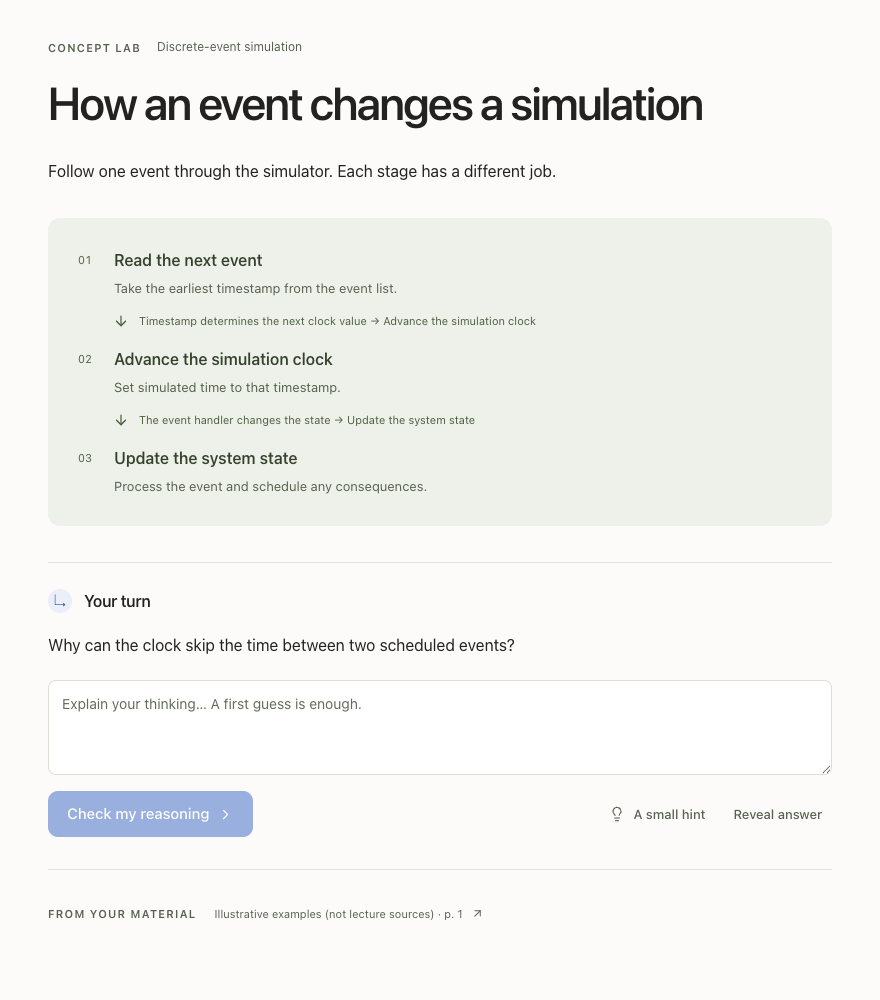 CONCEPT LAB Discrete-event simulation
How an event changes a simulation
Follow one event through the simulator. Each stage has a different job.
01 Read the next event
Take the earliest timestamp from the event list.
↓ Timestamp determines the next clock value → Advance the simulation clock
02 Advance the simulation clock
Set simulated time to that timestamp.
↓ The event handler changes the state → Update the system state
03 Update the system state
Process the event and schedule any consequences.
Your turn
Why can the clock skip the time between two scheduled events?
Explain your thinking... A first guess is enough.
Check my reasoning › A small hint Reveal answer
FROM YOUR MATERIAL Illustrative examples (not lecture sources) · p. 1 ↗